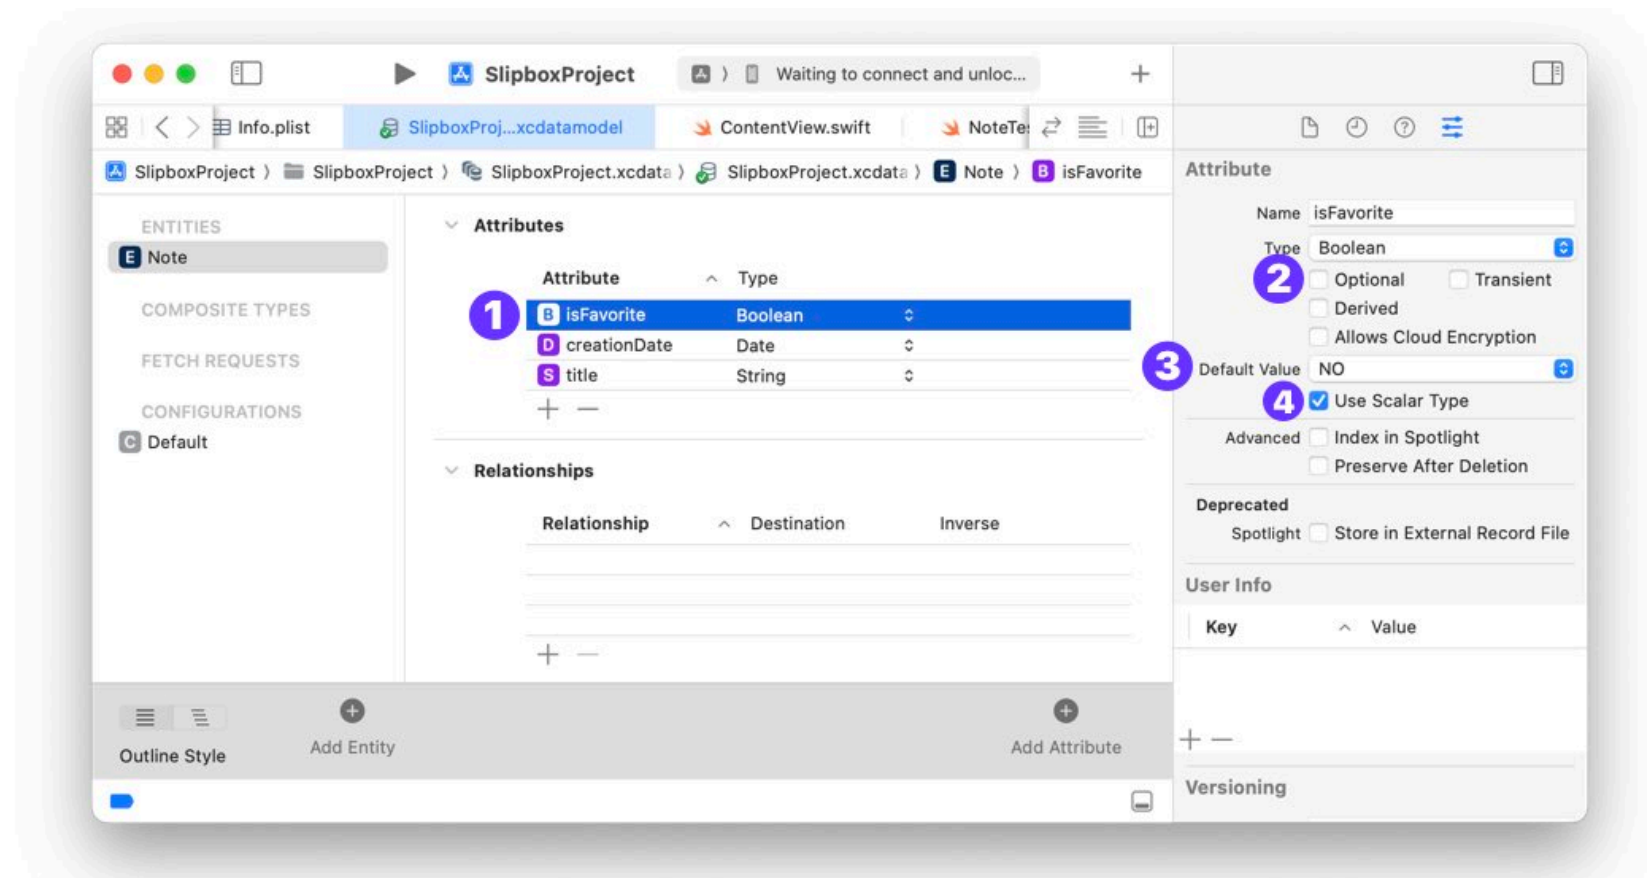 SlipboxProject
Waiting to connect and unloc...
Info.plist
SlipboxProj...xcdatamodel
ContentView.swift
NoteTe
SlipboxProject
SlipboxProject
SlipboxProject.xcdata
SlipboxProject.xcdata
E Note
B isFavorite
ENTITIES
E Note
COMPOSITE TYPES
FETCH REQUESTS
CONFIGURATIONS
C Default
Attributes
Attribute Type
1 B isFavorite Boolean
D creationDate Date
S title String
Relationships
Relationship Destination Inverse
Outline Style
Add Entity
Add Attribute
Attribute
Name isFavorite
Type Boolean
2 Optional Transient
Derived
Allows Cloud Encryption
3 Default Value NO
4 Use Scalar Type
Advanced Index in Spotlight
Preserve After Deletion
Deprecated
Spotlight Store in External Record File
User Info
Key Value
Versioning